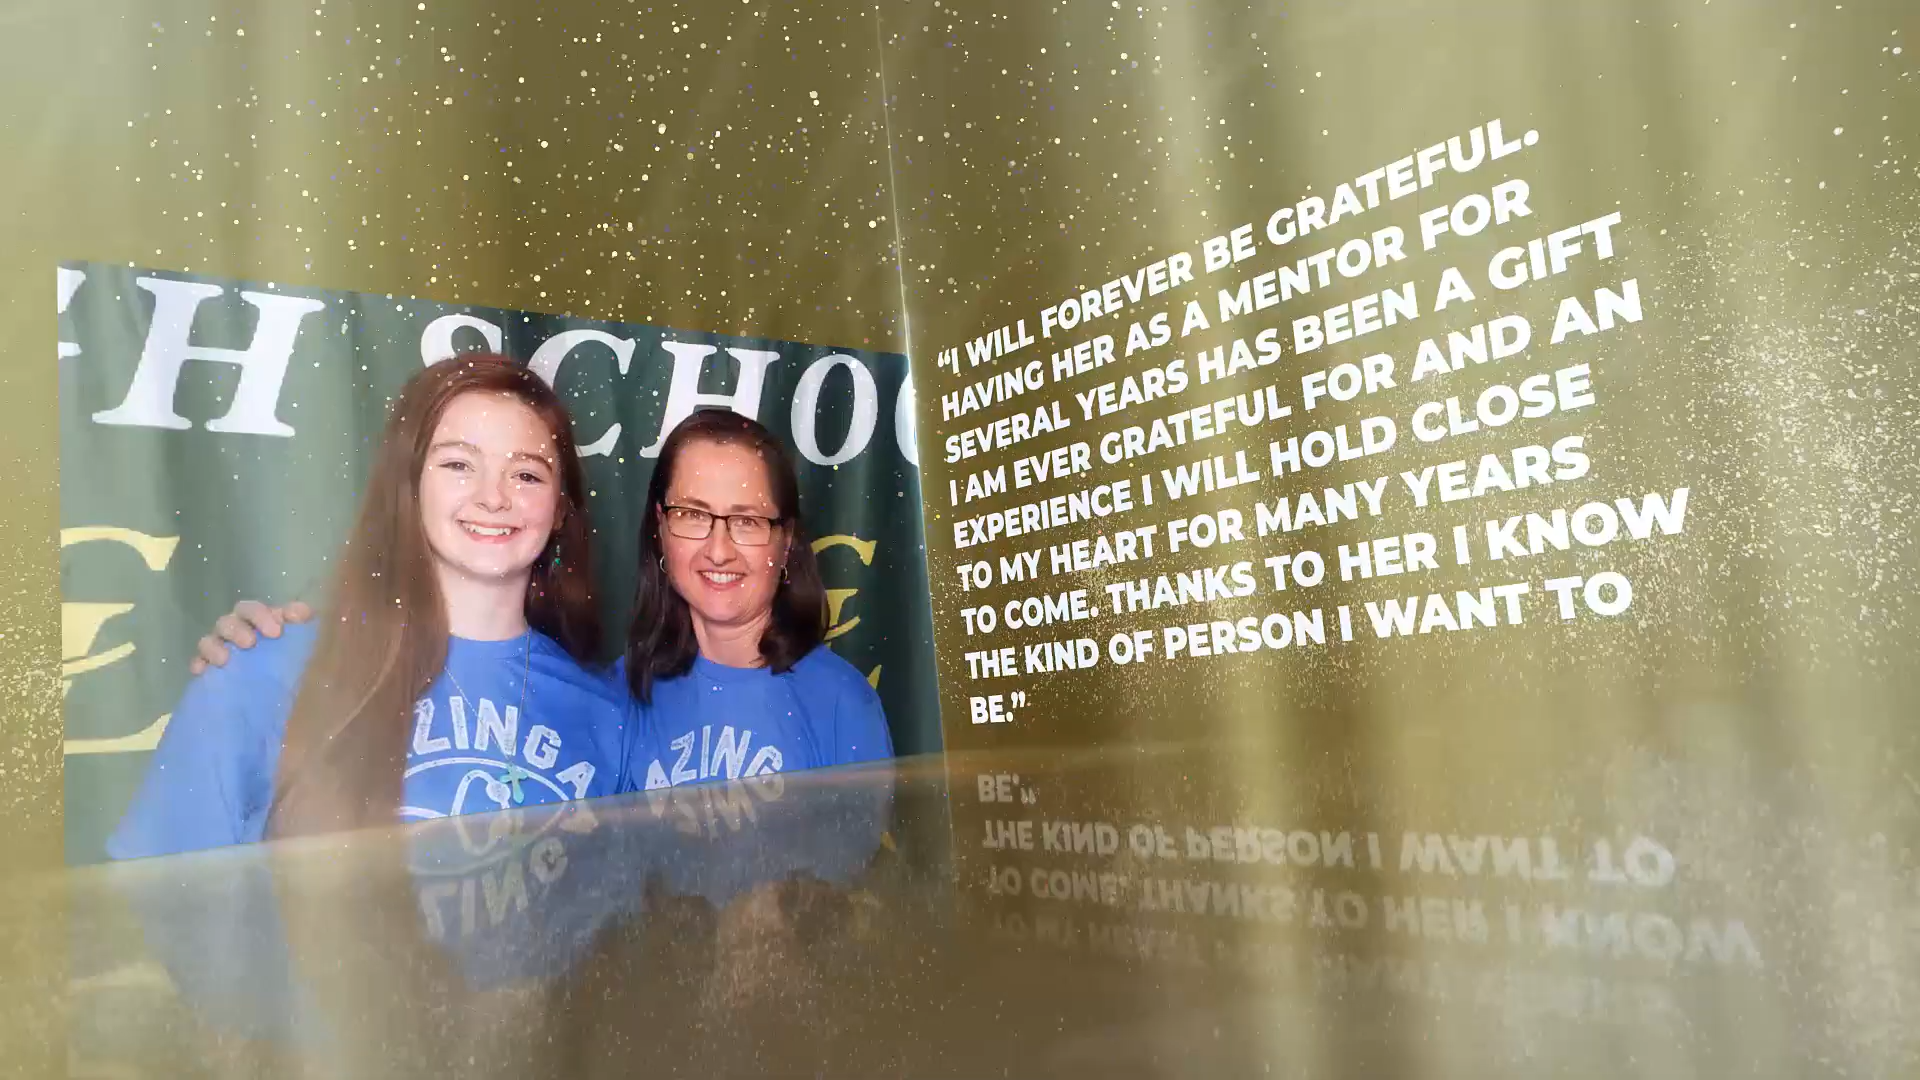 H SCHO
"I WILL FOREVER BE GRATEFUL.
HAVING HER AS A MENTOR FOR
SEVERAL YEARS HAS BEEN A GIFT
I AM EVER GRATEFUL FOR AND AN
EXPERIENCE I WILL HOLD CLOSE
TO MY HEART FOR MANY YEARS
TO COME. THANKS TO HER I KNOW
THE KIND OF PERSON I WANT TO
BE."
ZINGA
AZING